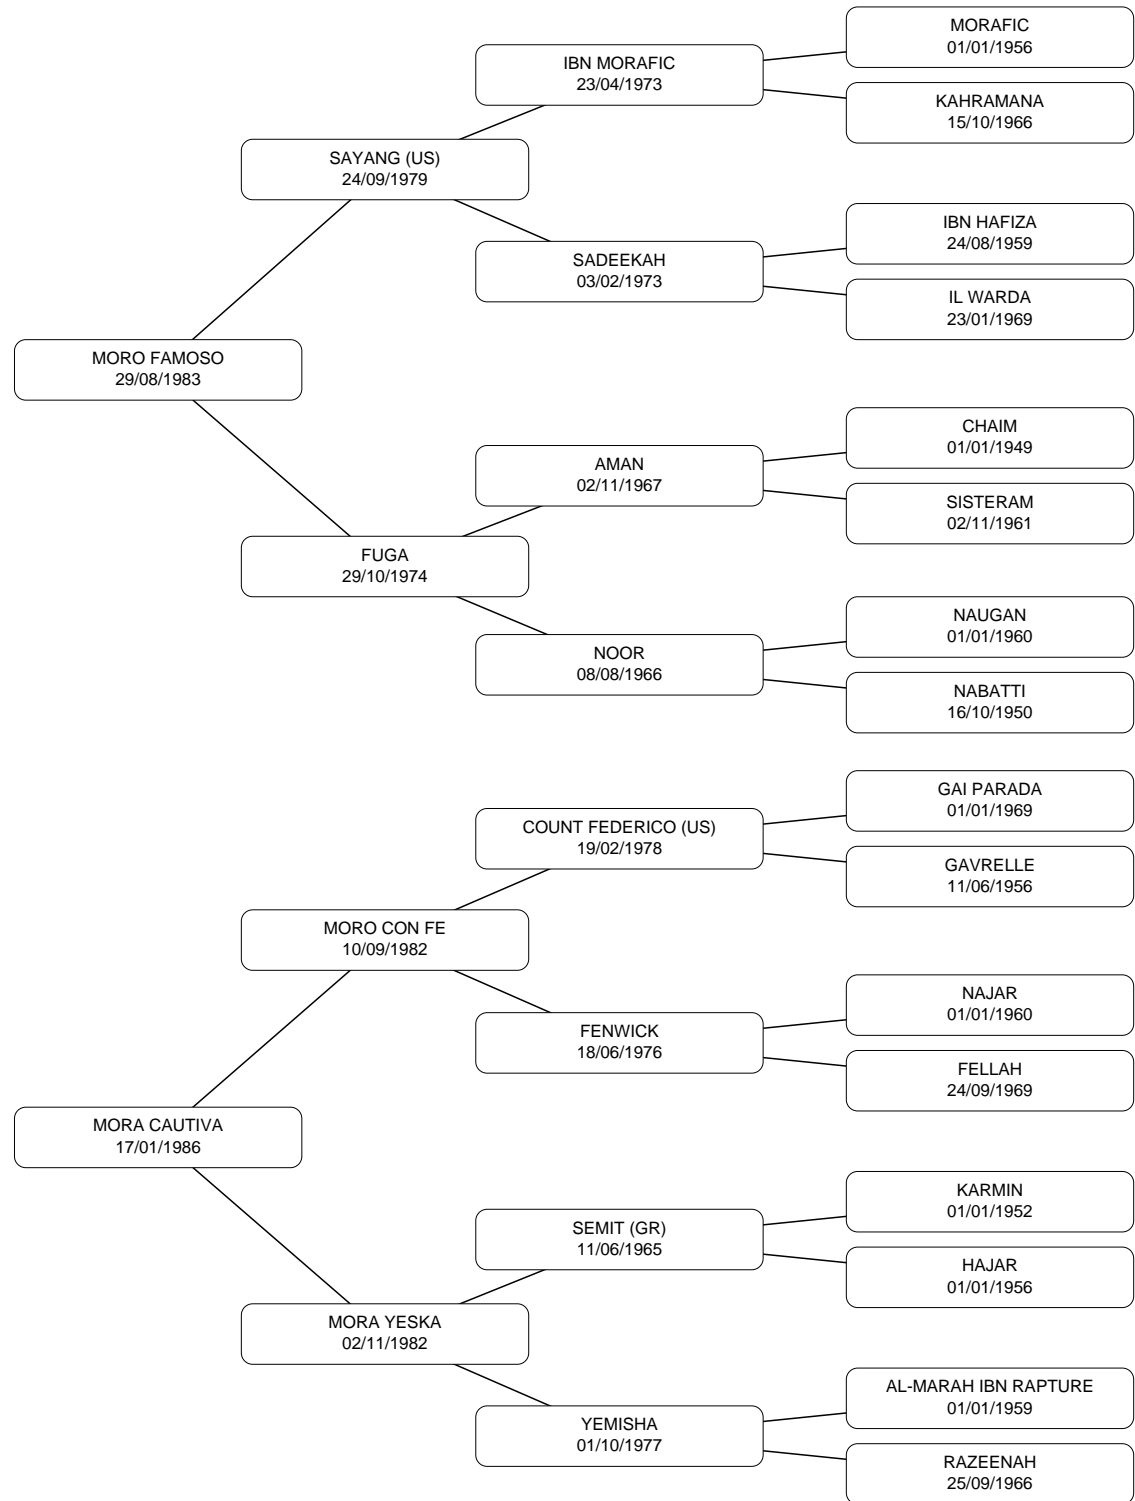 MORAFIC
01/01/1956
IBN MORAFIC
23/04/1973
KAHRAMANA
15/10/1966
SAYANG (US)
24/09/1979
IBN HAFIZA
24/08/1959
SADEEKAH
03/02/1973
IL WARDA
23/01/1969
MORO FAMOSO
29/08/1983
CHAIM
01/01/1949
AMAN
02/11/1967
SISTERAM
02/11/1961
FUGA
29/10/1974
NAUGAN
01/01/1960
NOOR
08/08/1966
NABATTI
16/10/1950
GAI PARADA
01/01/1969
COUNT FEDERICO (US)
19/02/1978
GAVRELLE
11/06/1956
MORO CON FE
10/09/1982
NAJAR
01/01/1960
FENWICK
18/06/1976
FELLAH
24/09/1969
MORA CAUTIVA
17/01/1986
KARMIN
01/01/1952
SEMIT (GR)
11/06/1965
HAJAR
01/01/1956
MORA YESKA
02/11/1982
AL-MARAH IBN RAPTURE
01/01/1959
YEMISHA
01/10/1977
RAZEENAH
25/09/1966